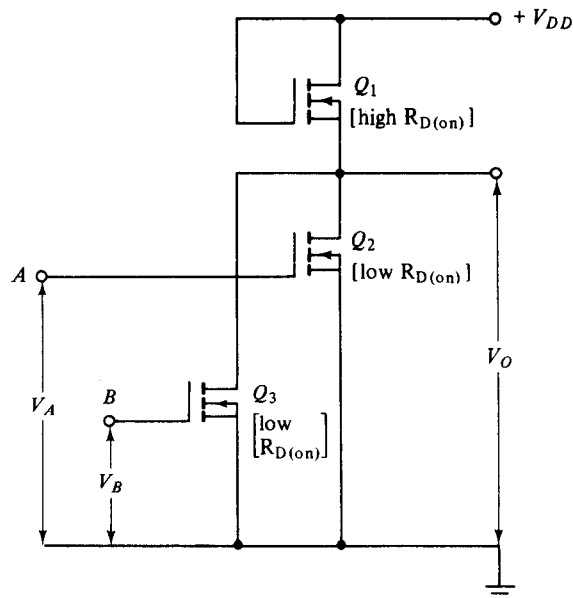 + V_DD
Q_1
[high R_D(on)]
Q_2
A
[low R_D(on)]
V_O
B
Q_3
V_A
[low
R_D(on)]
V_B